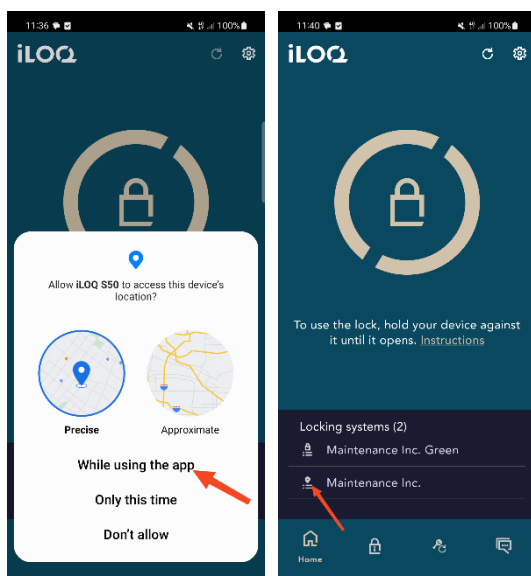 11:36
100%
iLOQ
Allow iLOQ S50 to access this device's
location?
Precise
Approximate
While using the app
Only this time
Don't allow
11:40
100%
iLOQ
To use the lock, hold your device against
it until it opens. Instructions
Locking systems (2)
Maintenance Inc. Green
Maintenance Inc.
Home